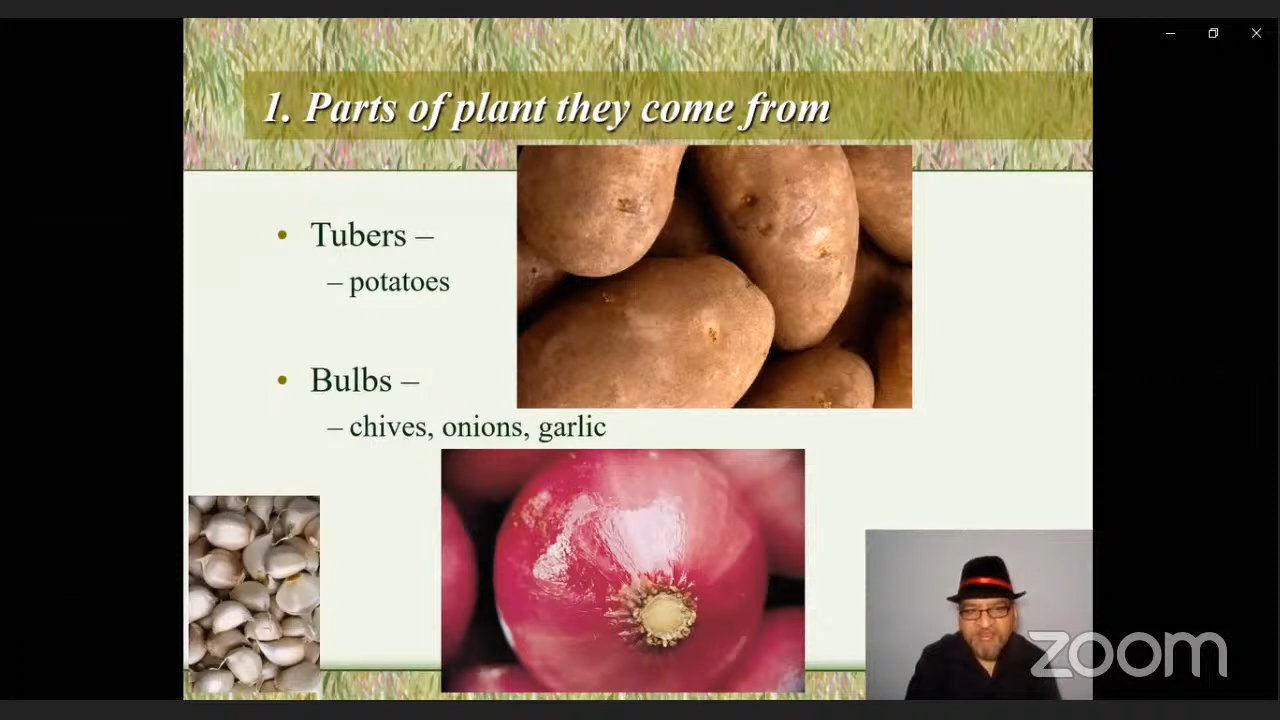 1. Parts of plant they come from
• Tubers –
– potatoes
• Bulbs –
– chives, onions, garlic
zoom